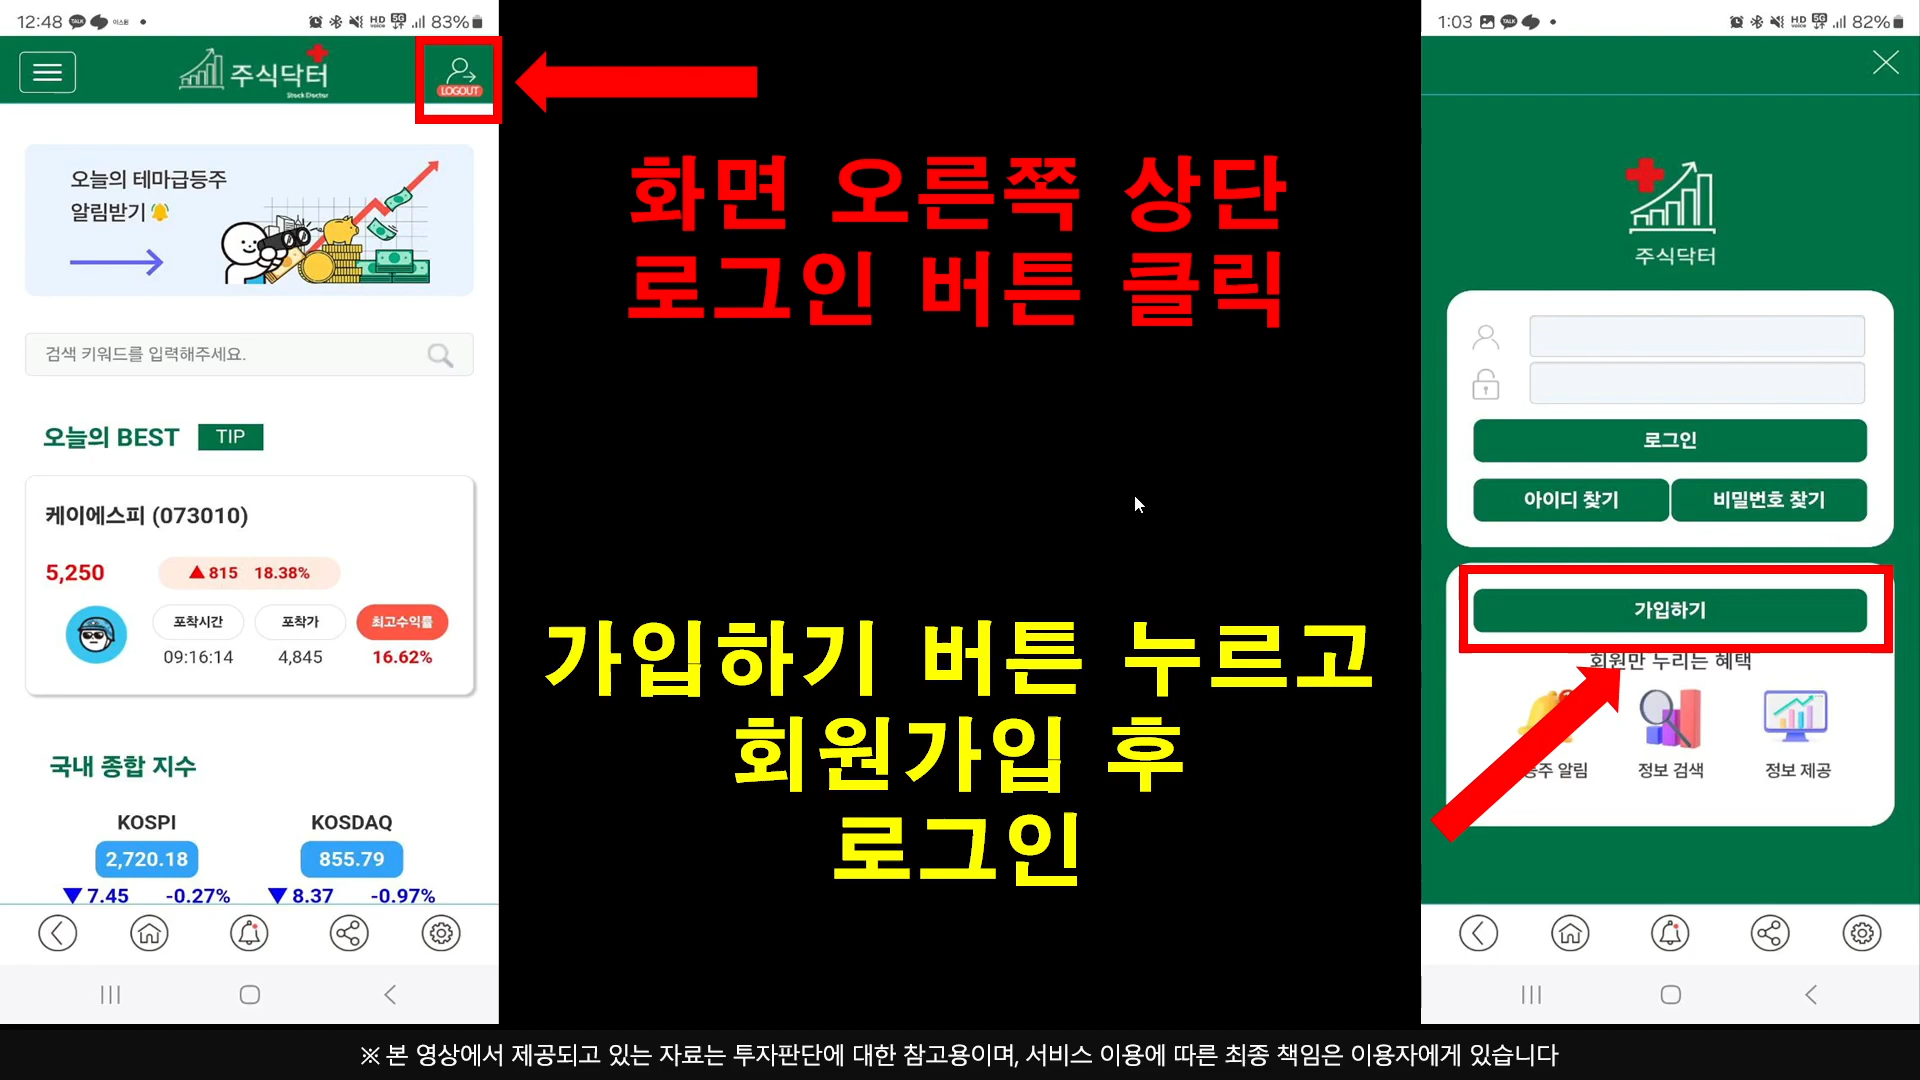 12:48
83%
주식닥터
Stock Doctor
LOGOUT
오늘의 테마급등주
알림받기
검색 키워드를 입력해주세요.
오늘의 BEST TIP
케이에스피 (073010)
5,250 ▲815 18.38%
포착시간 포착가 최고수익률
09:16:14 4,845 16.62%
국내 종합 지수
KOSPI KOSDAQ
2,720.18 855.79
▼7.45 -0.27% ▼8.37 -0.97%
화면 오른쪽 상단
로그인 버튼 클릭
가입하기 버튼 누르고
회원가입 후
로그인
1:03
82%
주식닥터
로그인
아이디 찾기 비밀번호 찾기
가입하기
회원만 누리는 혜택
등주 알림 정보 검색 정보 제공
※ 본 영상에서 제공되고 있는 자료는 투자판단에 대한 참고용이며, 서비스 이용에 따른 최종 책임은 이용자에게 있습니다